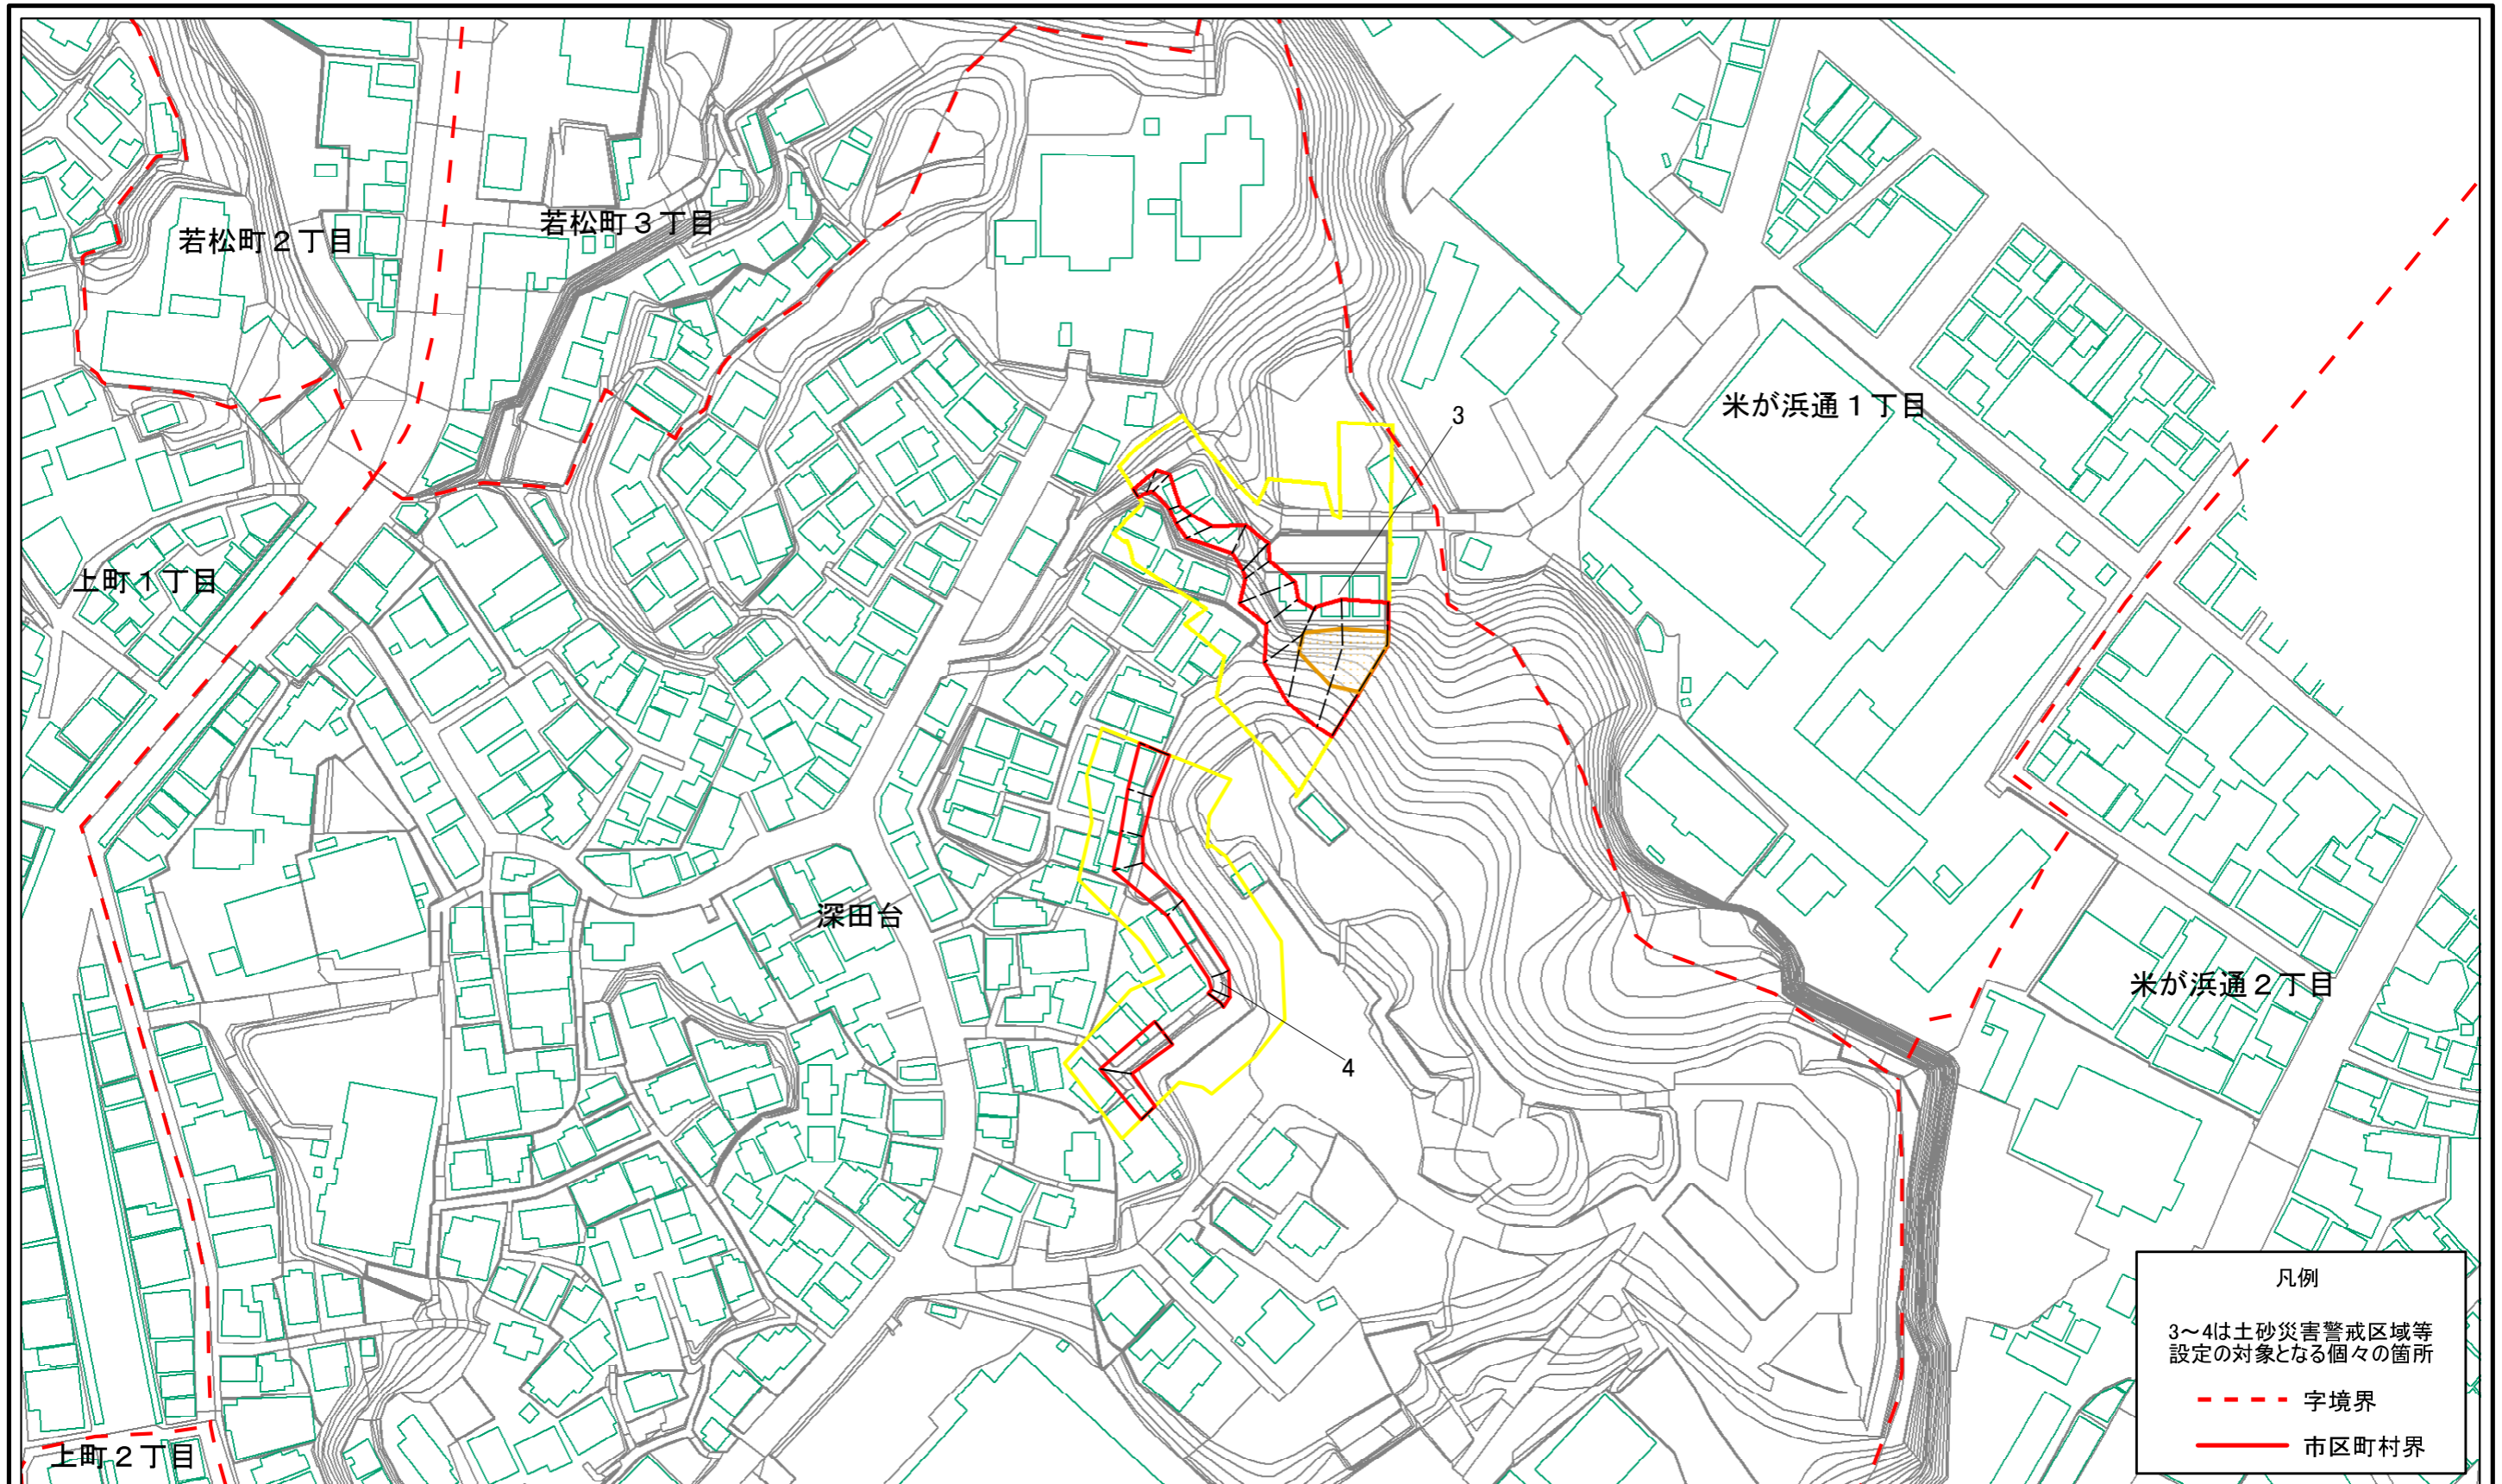 若松町３丁目
若松町２丁目
米が浜通１丁目
3
上町１丁目
深田台
米が浜通２丁目
4
上町２丁目
凡例
3～4は土砂災害警戒区域等
設定の対象となる個々の箇所
字境界
市区町村界